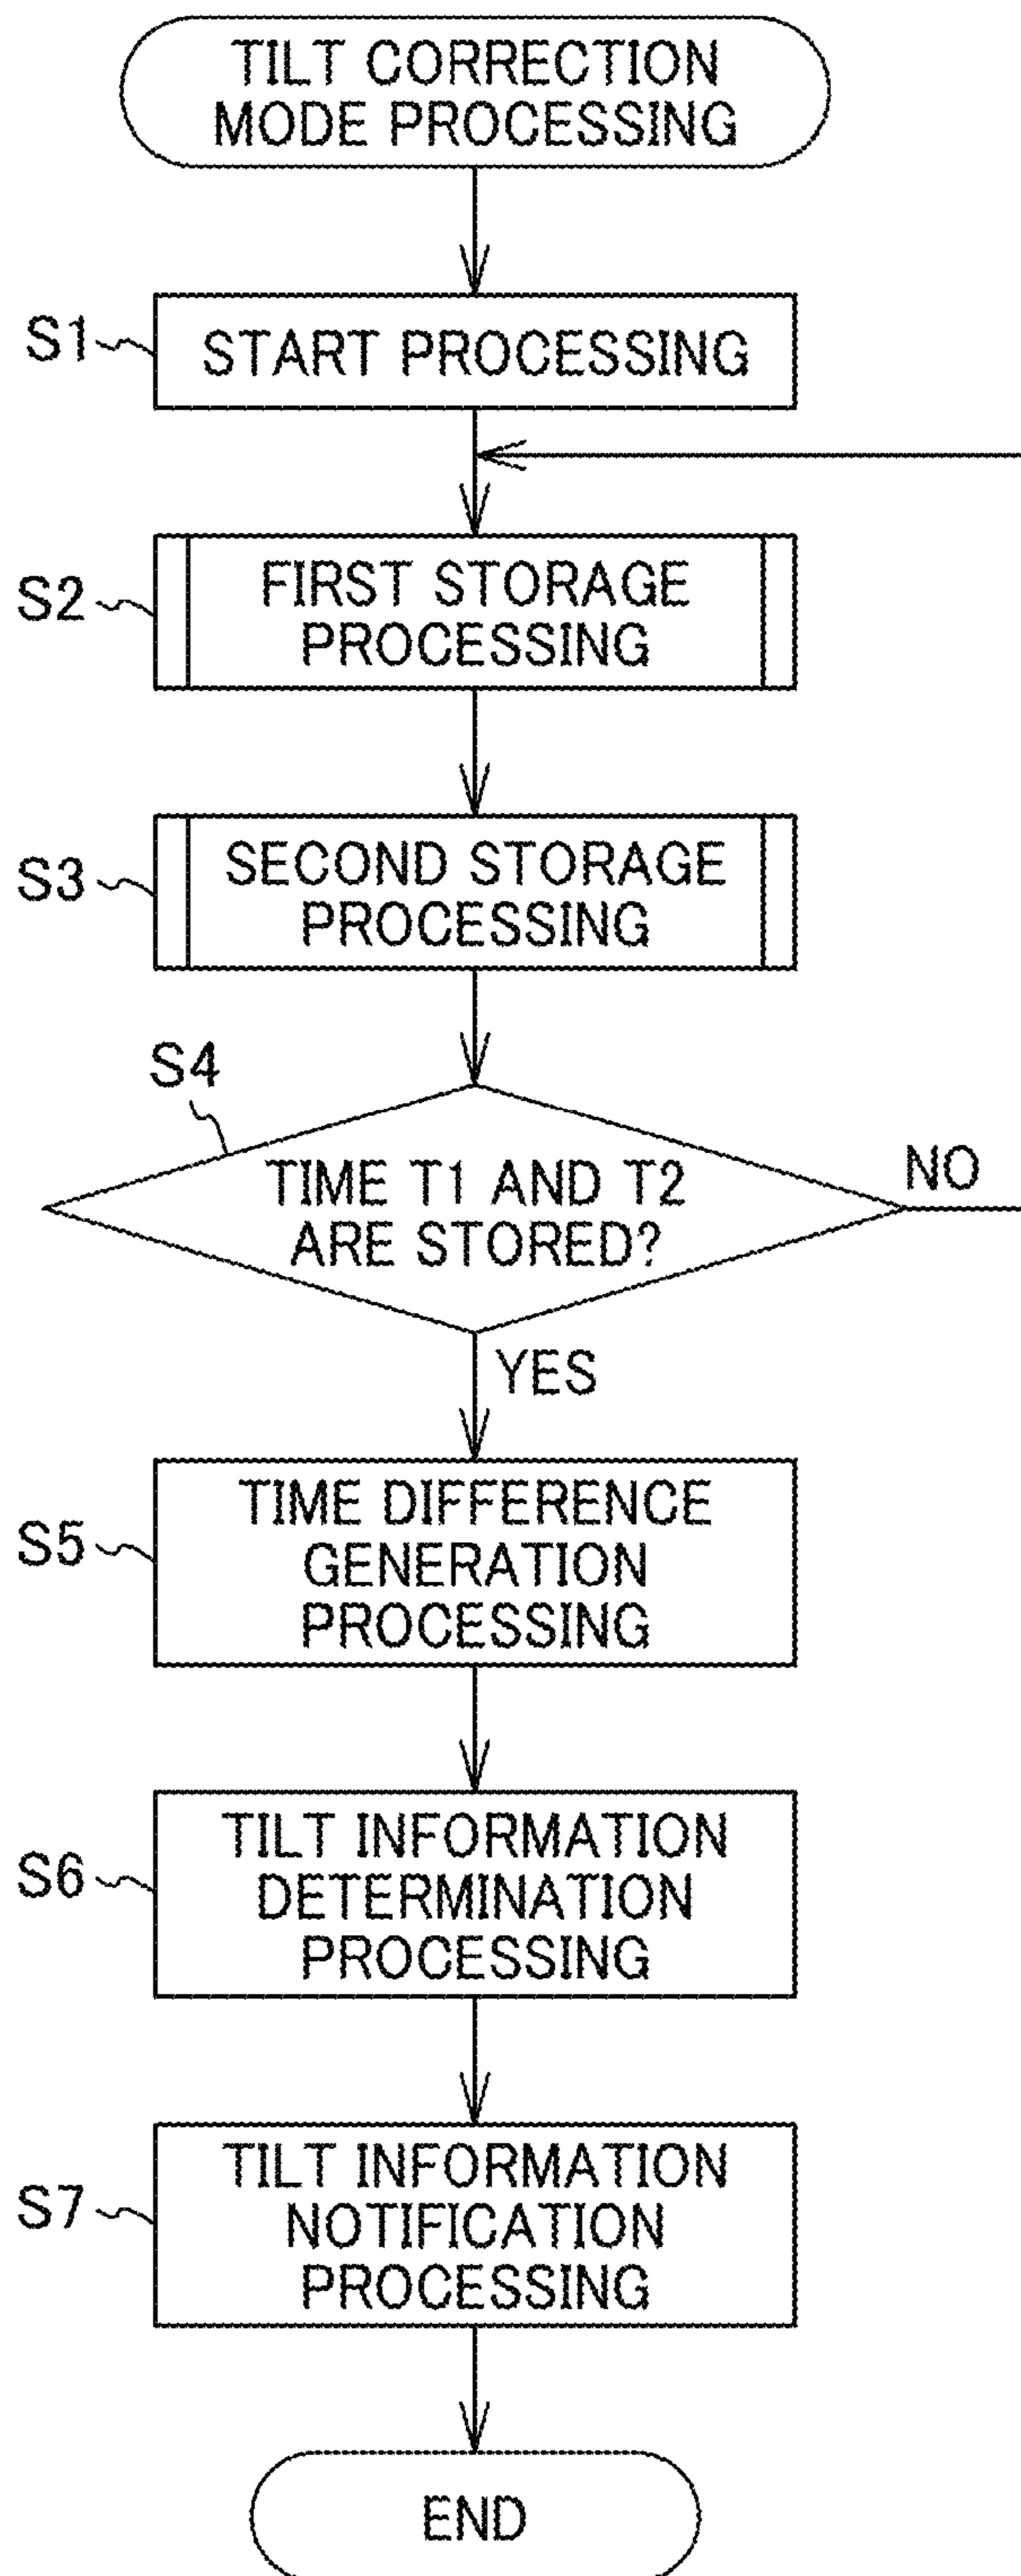 TILT CORRECTION
MODE PROCESSING
S1
START PROCESSING
S2
FIRST STORAGE
PROCESSING
S3
SECOND STORAGE
PROCESSING
S4
TIME T1 AND T2
ARE STORED?
NO
YES
S5
TIME DIFFERENCE
GENERATION
PROCESSING
S6
TILT INFORMATION
DETERMINATION
PROCESSING
S7
TILT INFORMATION
NOTIFICATION
PROCESSING
END